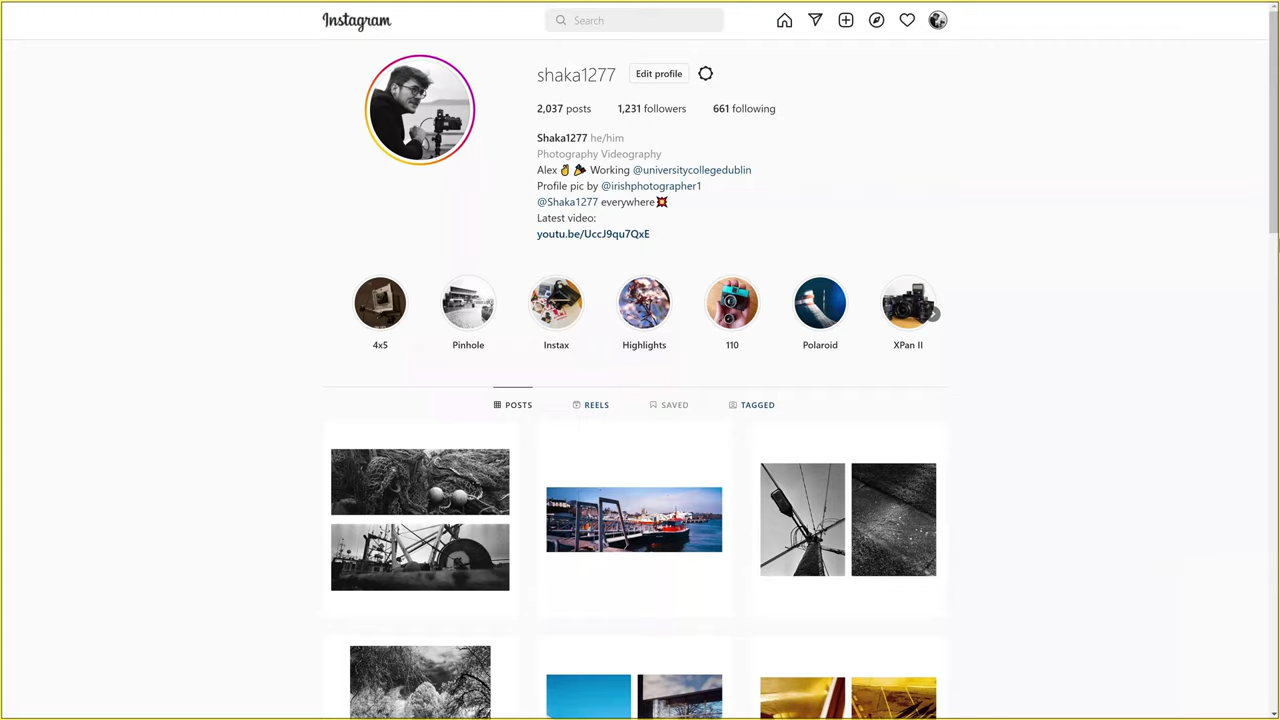 Instagram
Search
shaka1277 Edit profile
2,037 posts 1,231 followers 661 following
Shaka1277 he/him
Photography Videography
Alex ✌️ 🎉 Working @universitycollegedublin
Profile pic by @irishphotographer1
@Shaka1277 everywhere💥
Latest video:
youtu.be/UccJ9qu7QxE
4x5 Pinhole Instax Highlights 110 Polaroid XPan II
POSTS REELS SAVED TAGGED